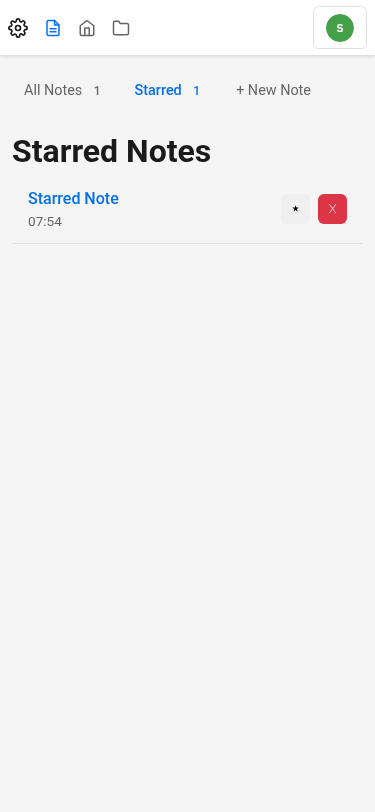 S
All Notes 1 Starred 1 + New Note
Starred Notes
Starred Note
07:54
★ X